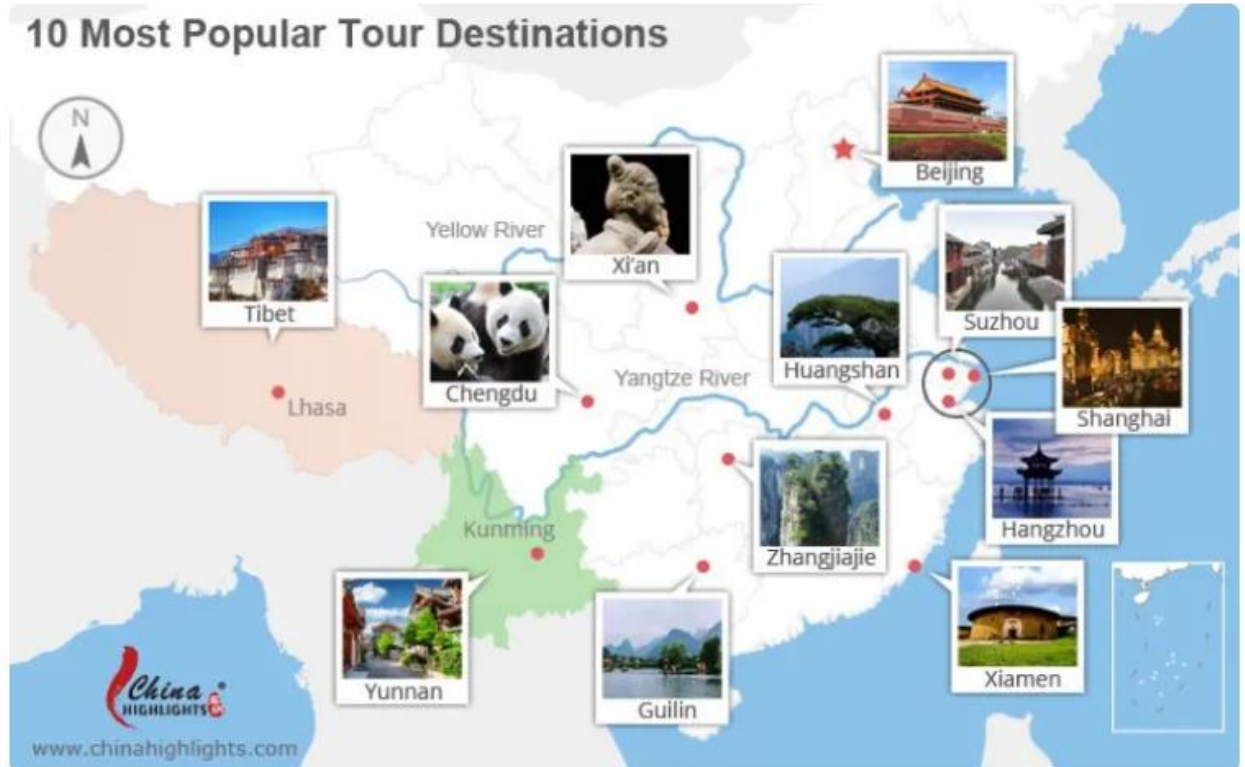 10 Most Popular Tour Destinations
N
Beijing
Yellow River
Xi'an
Tibet
Suzhou
Chengdu
Yangtze River
Huangshan
Shanghai
Lhasa
Kunming
Hangzhou
Zhangjiajie
Yunnan
Guilin
Xiamen
China
HIGHLIGHTS
www.chinahighlights.com